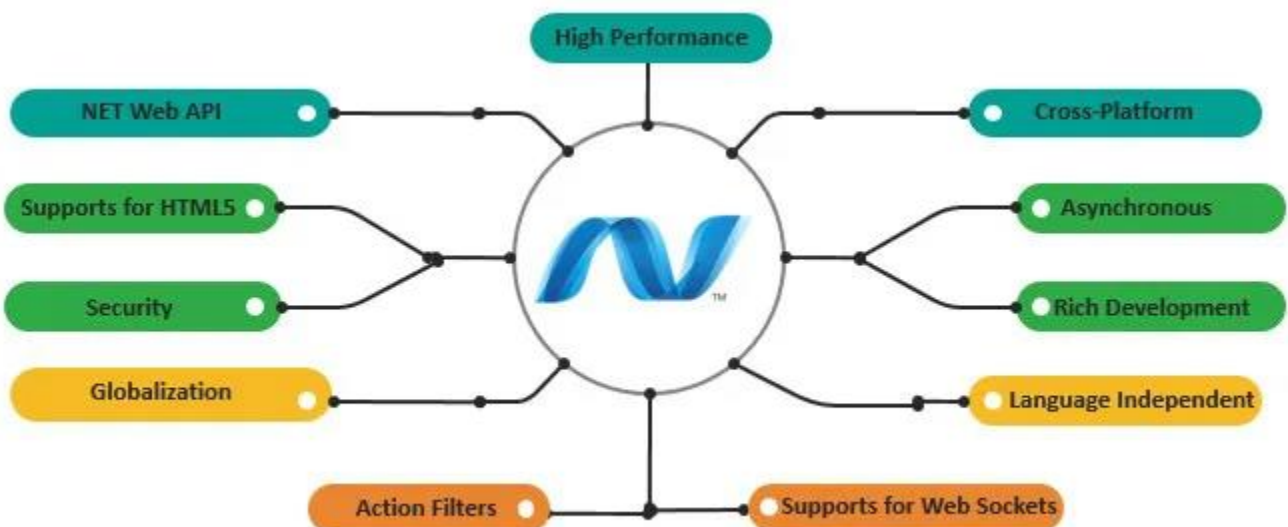 High Performance
NET Web API
Cross-Platform
Supports for HTML5
Asynchronous
Security
Rich Development
Globalization
Language Independent
Action Filters
Supports for Web Sockets
TM